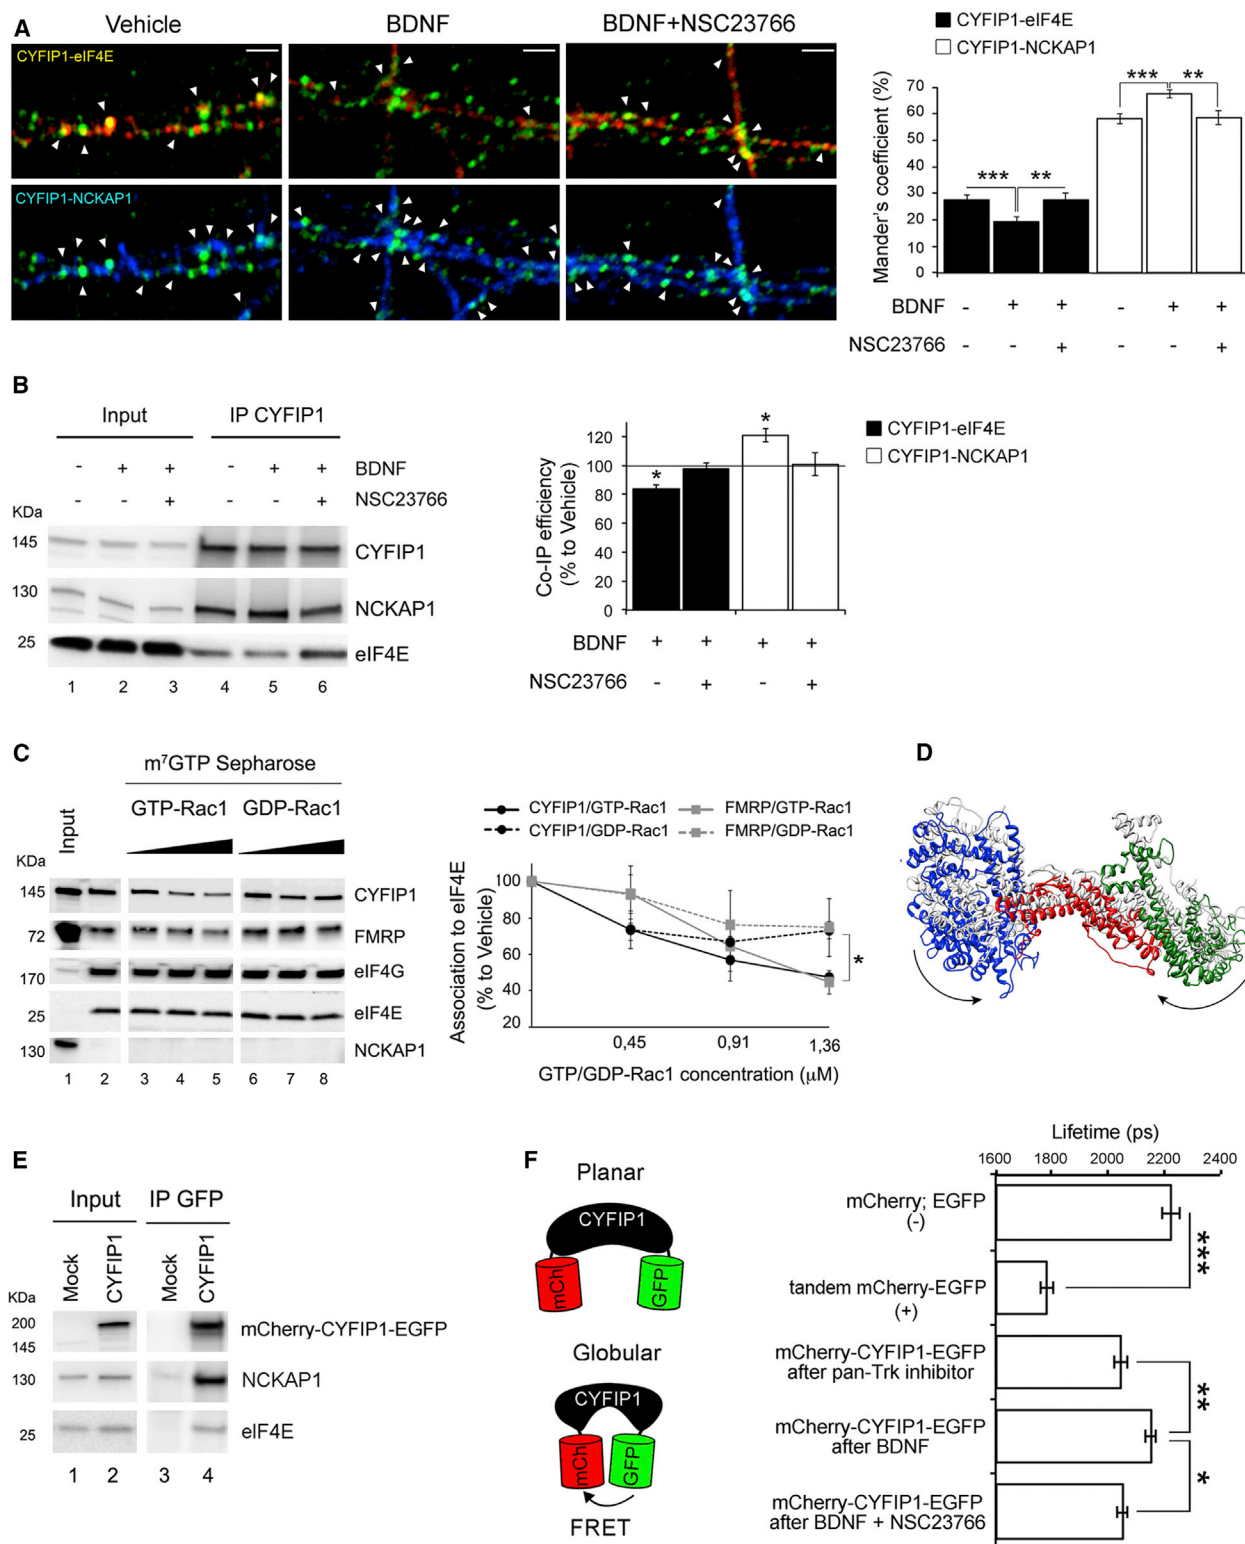 A
Vehicle
BDNF
BDNF+NSC23766
CYFIP1-eIF4E
CYFIP1-NCKAP1
CYFIP1-eIF4E
CYFIP1-NCKAP1
Mander's coefficient (%)
70
60
50
40
30
20
10
0
*** ** *** **
BDNF - + + - + +
NSC23766 - - + - - +
B
Input IP CYFIP1
- + + - + + BDNF
- - + - - + NSC23766
KDa
145 CYFIP1
130 NCKAP1
25 eIF4E
1 2 3 4 5 6
Co-IP efficiency
(% to Vehicle)
120
100
80
60
40
20
0
* *
CYFIP1-eIF4E
CYFIP1-NCKAP1
BDNF + + + +
NSC23766 - + - +
C
m⁷GTP Sepharose
Input GTP-Rac1 GDP-Rac1
KDa
145 CYFIP1
72 FMRP
170 eIF4G
25 eIF4E
130 NCKAP1
1 2 3 4 5 6 7 8
CYFIP1/GTP-Rac1 FMRP/GTP-Rac1
CYFIP1/GDP-Rac1 FMRP/GDP-Rac1
Association to eIF4E
(% to Vehicle)
100
80
60
40
20
*
0,45 0,91 1,36
GTP/GDP-Rac1 concentration (μM)
D
E
Input IP GFP
Mock CYFIP1 Mock CYFIP1
KDa
200 mCherry-CYFIP1-EGFP
145
130 NCKAP1
25 eIF4E
1 2 3 4
F
Planar
CYFIP1
mCh GFP
Globular
CYFIP1
mCh GFP
FRET
Lifetime (ps)
1600 1800 2000 2200 2400
mCherry; EGFP
(-)
***
tandem mCherry-EGFP
(+)
mCherry-CYFIP1-EGFP
after pan-Trk inhibitor
**
mCherry-CYFIP1-EGFP
after BDNF
*
mCherry-CYFIP1-EGFP
after BDNF + NSC23766